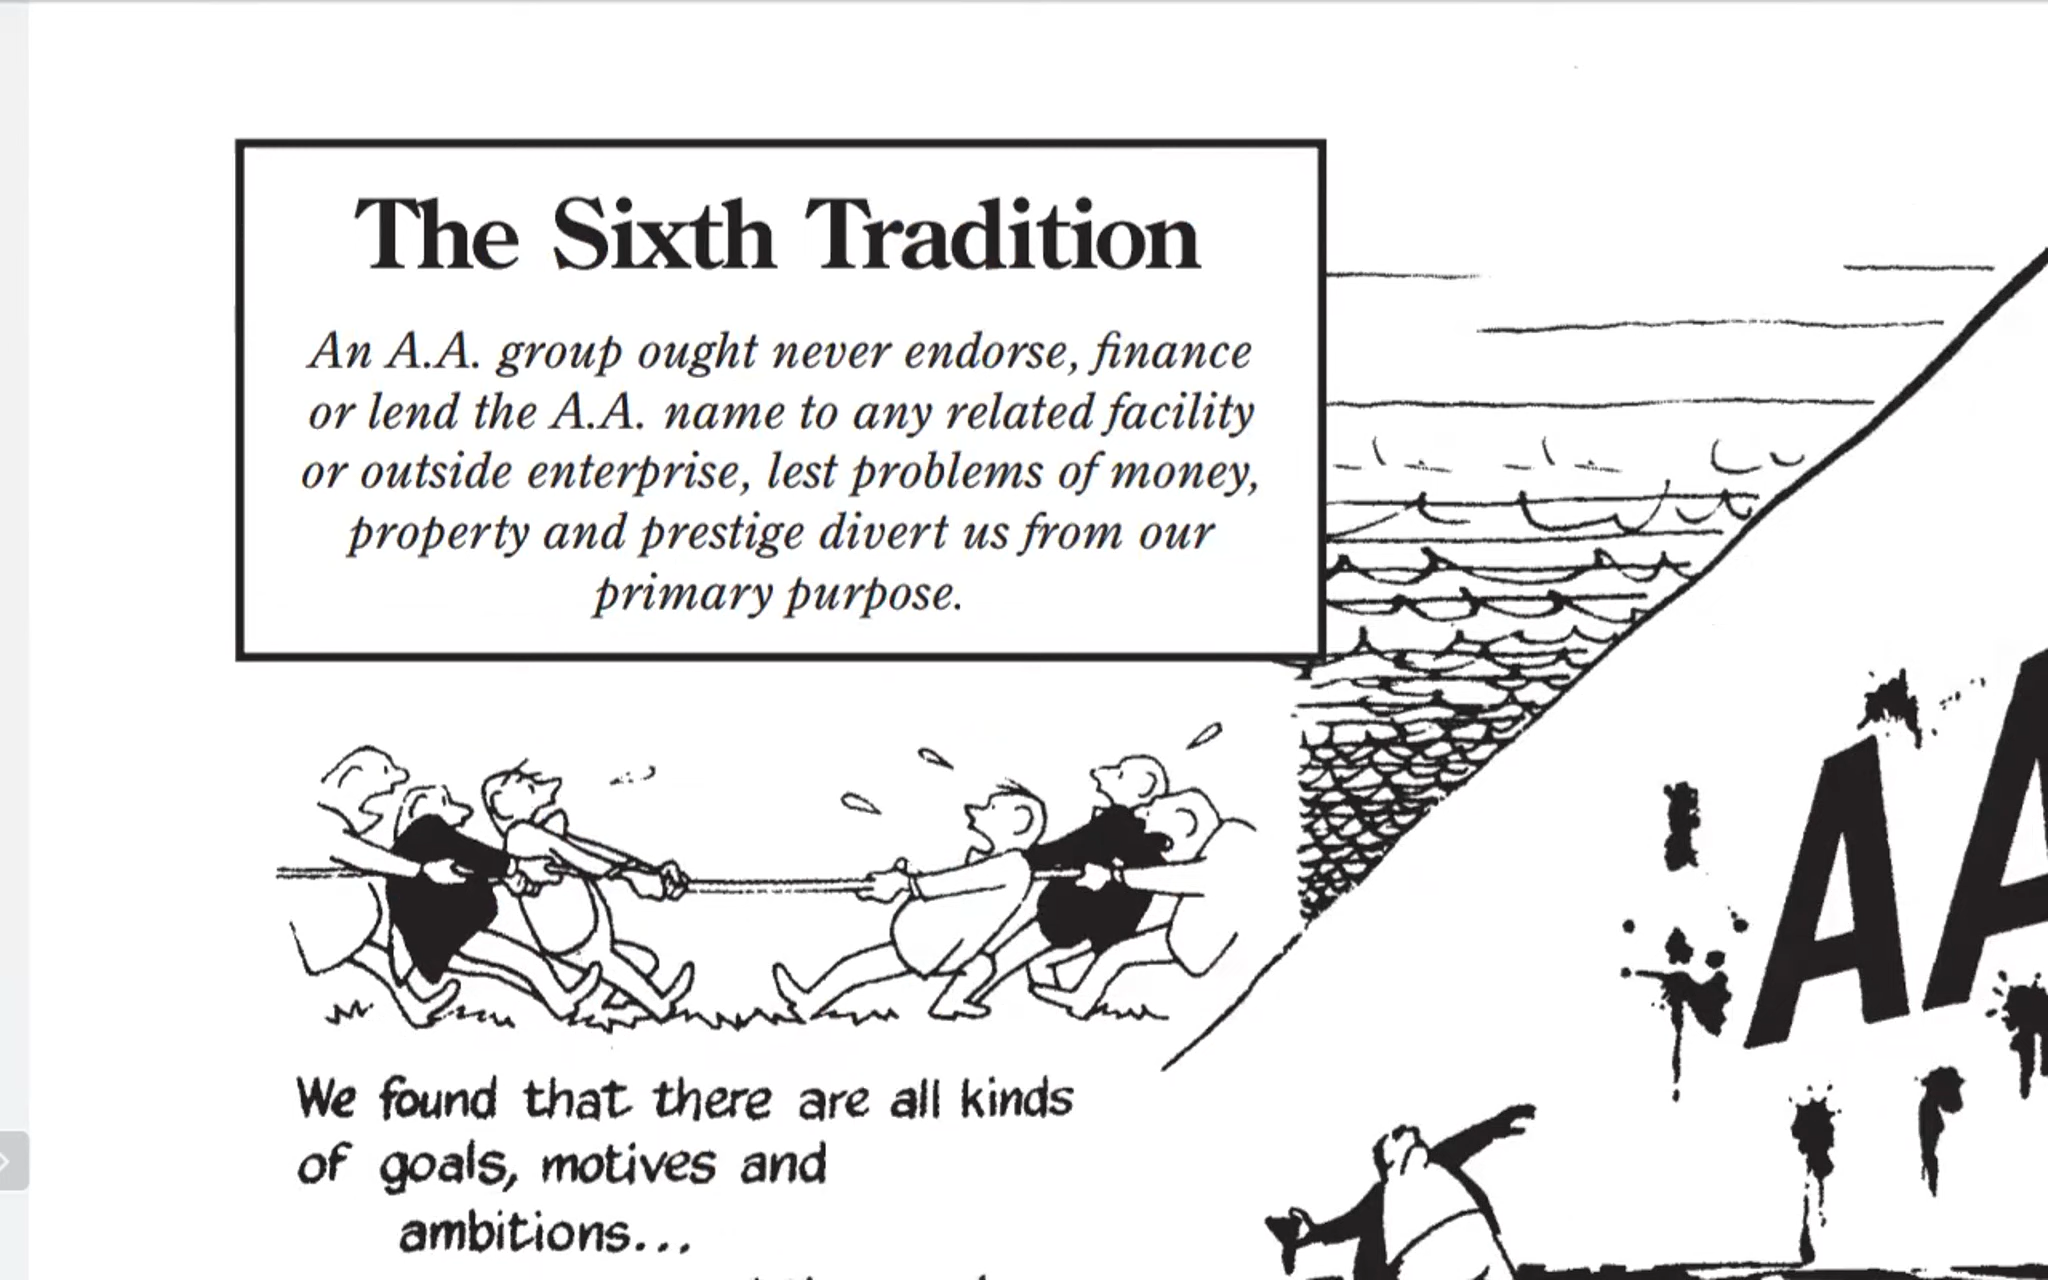 The Sixth Tradition
An A.A. group ought never endorse, finance
or lend the A.A. name to any related facility
or outside enterprise, lest problems of money,
property and prestige divert us from our
primary purpose.
We found that there are all kinds
of goals, motives and
ambitions...
AA